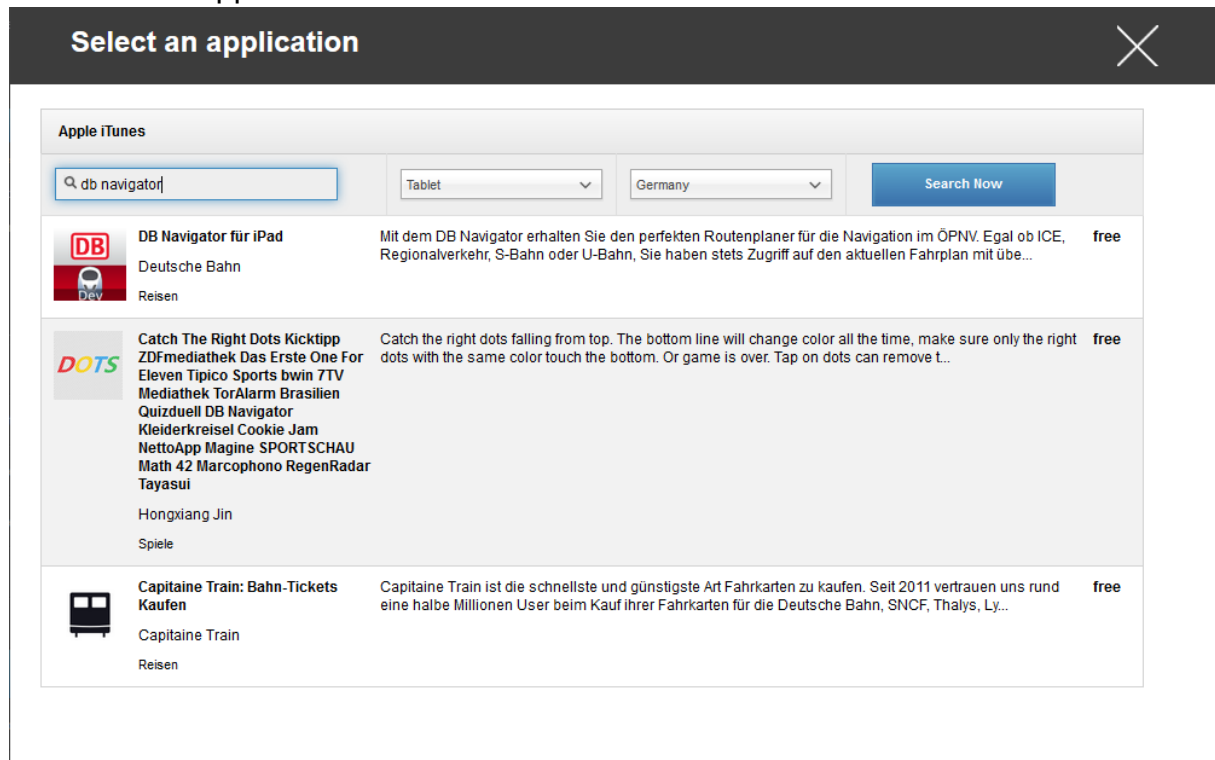 Select an application
Apple iTunes
db navigator
Tablet
Germany
Search Now
DB
Dev
DB Navigator für iPad
Deutsche Bahn
Reisen
Mit dem DB Navigator erhalten Sie den perfekten Routenplaner für die Navigation im ÖPNV. Egal ob ICE,
Regionalverkehr, S-Bahn oder U-Bahn, Sie haben stets Zugriff auf den aktuellen Fahrplan mit übe...
free
DOTS
Catch The Right Dots Kicktipp
ZDFmediathek Das Erste One For
Eleven Tipico Sports bwin 7TV
Mediathek TorAlarm Brasilien
Quizduell DB Navigator
Kleiderkreisel Cookie Jam
NettoApp Magine SPORTSCHAU
Math 42 Marcophono RegenRadar
Tayasui
Hongxiang Jin
Spiele
Catch the right dots falling from top. The bottom line will change color all the time, make sure only the right
dots with the same color touch the bottom. Or game is over. Tap on dots can remove t...
free
Capitaine Train: Bahn-Tickets
Kaufen
Capitaine Train
Reisen
Capitaine Train ist die schnellste und günstigste Art Fahrkarten zu kaufen. Seit 2011 vertrauen uns rund
eine halbe Millionen User beim Kauf ihrer Fahrkarten für die Deutsche Bahn, SNCF, Thalys, Ly...
free